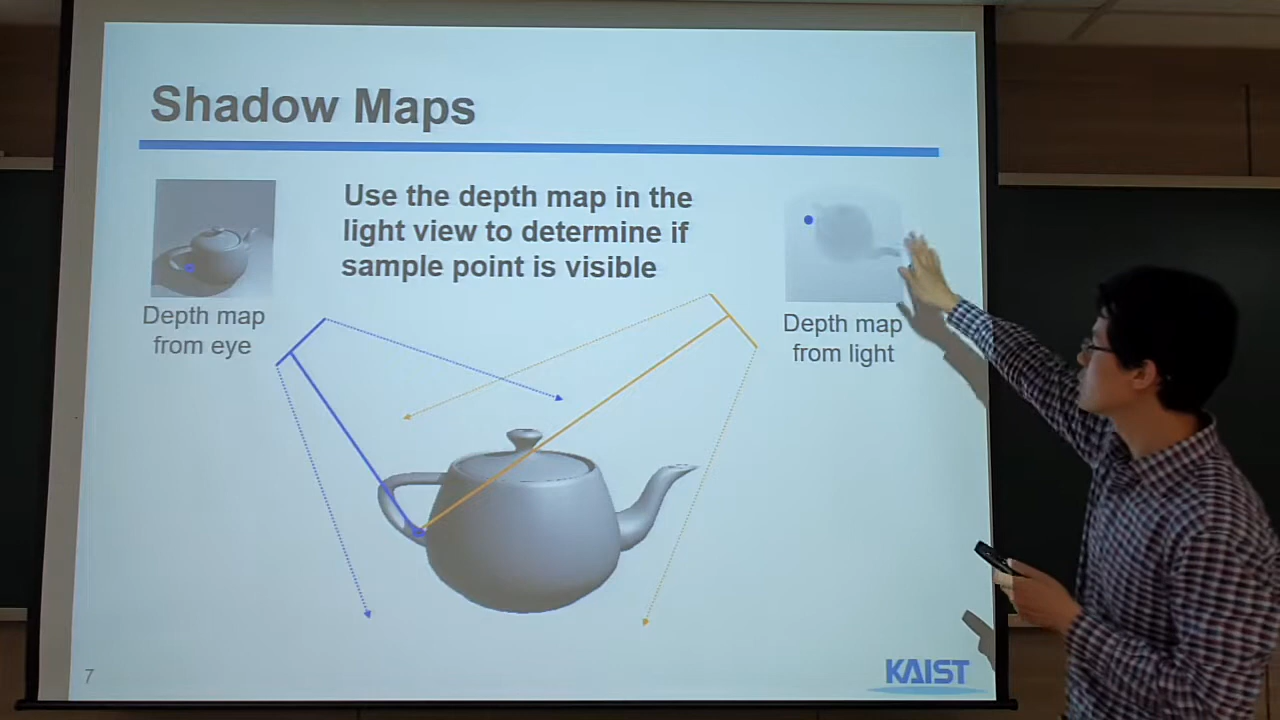 Shadow Maps
Use the depth map in the
light view to determine if
sample point is visible
Depth map
from eye
Depth map
from light
7
KAIST